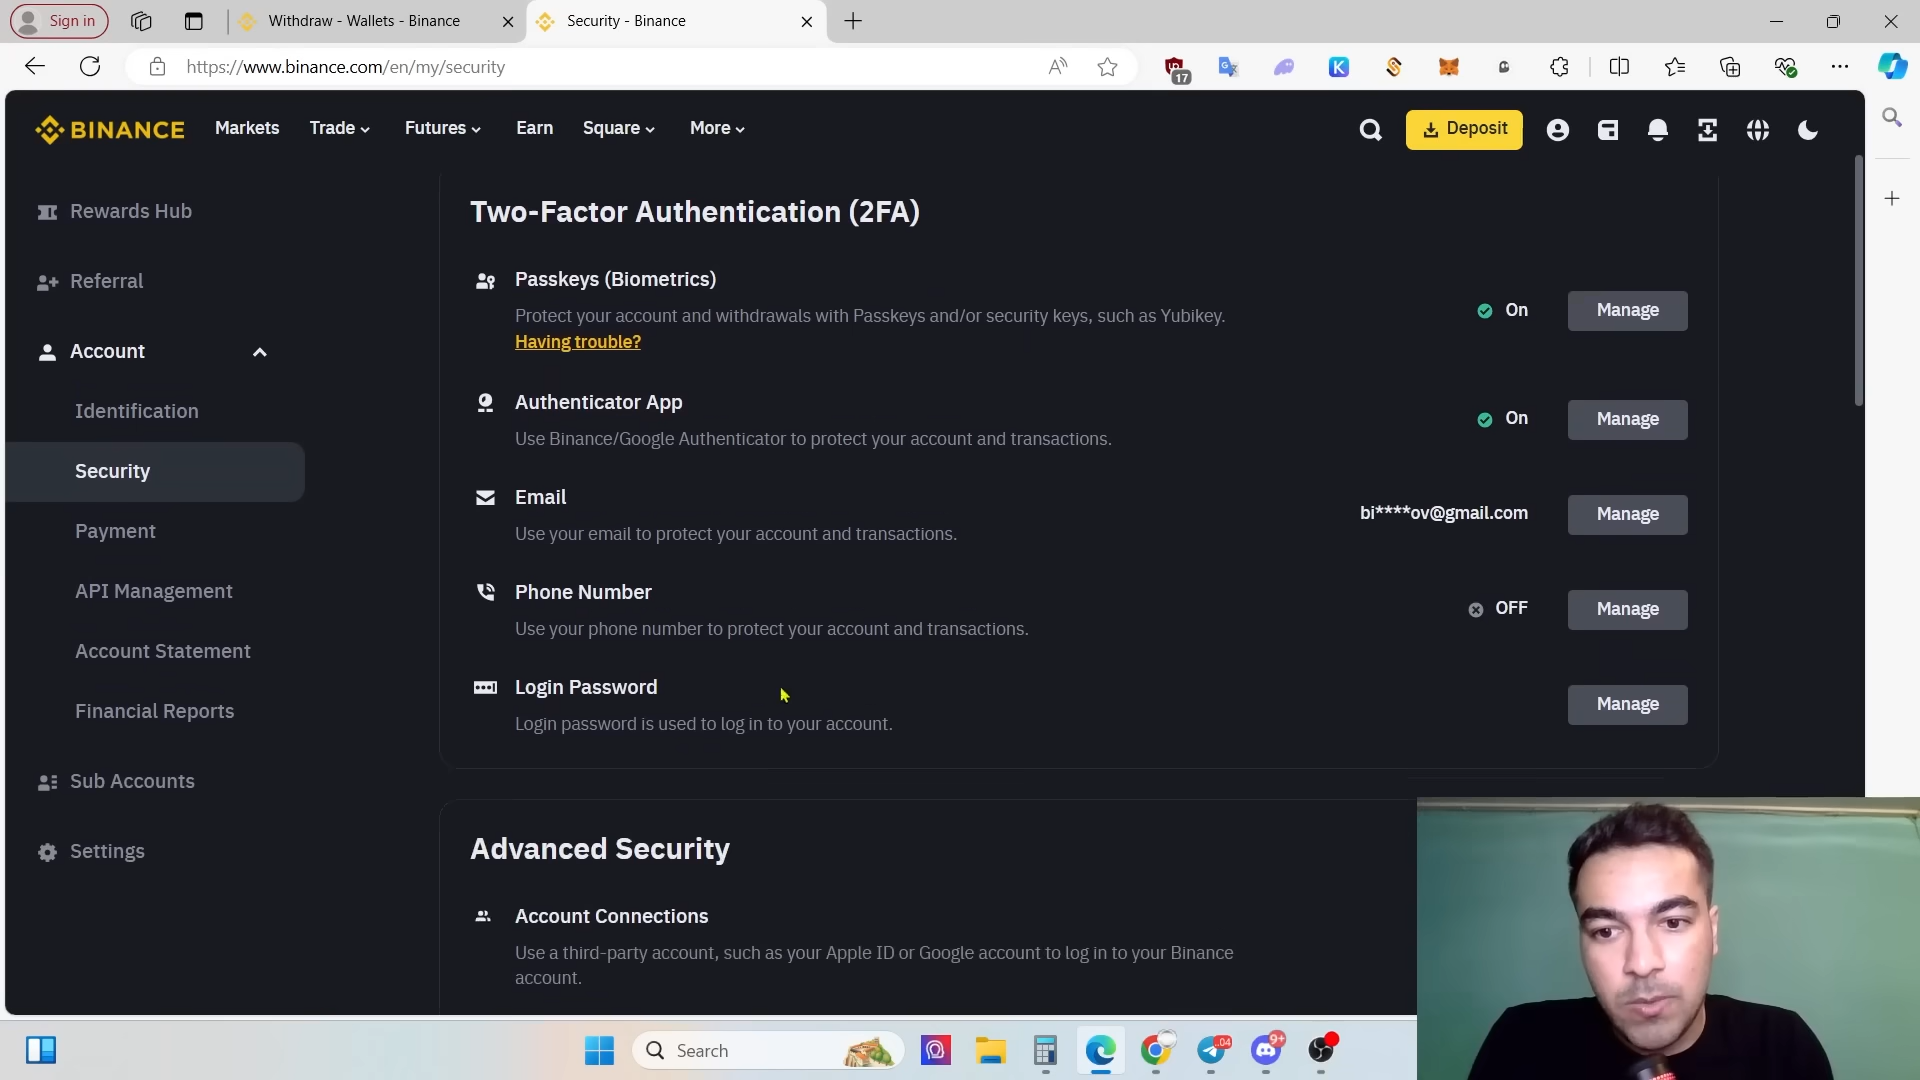 Sign in
Withdraw - Wallets - Binance
Security - Binance
https://www.binance.com/en/my/security
17
BINANCE
Markets
Trade
Futures
Earn
Square
More
Deposit
Rewards Hub
Referral
Account
Identification
Security
Payment
API Management
Account Statement
Financial Reports
Sub Accounts
Settings
Two-Factor Authentication (2FA)
Passkeys (Biometrics)
Protect your account and withdrawals with Passkeys and/or security keys, such as Yubikey.
Having trouble?
On
Manage
Authenticator App
Use Binance/Google Authenticator to protect your account and transactions.
On
Manage
Email
Use your email to protect your account and transactions.
bi****ov@gmail.com
Manage
Phone Number
Use your phone number to protect your account and transactions.
OFF
Manage
Login Password
Login password is used to log in to your account.
Manage
Advanced Security
Account Connections
Use a third-party account, such as your Apple ID or Google account to log in to your Binance
account.
Search
04
9+